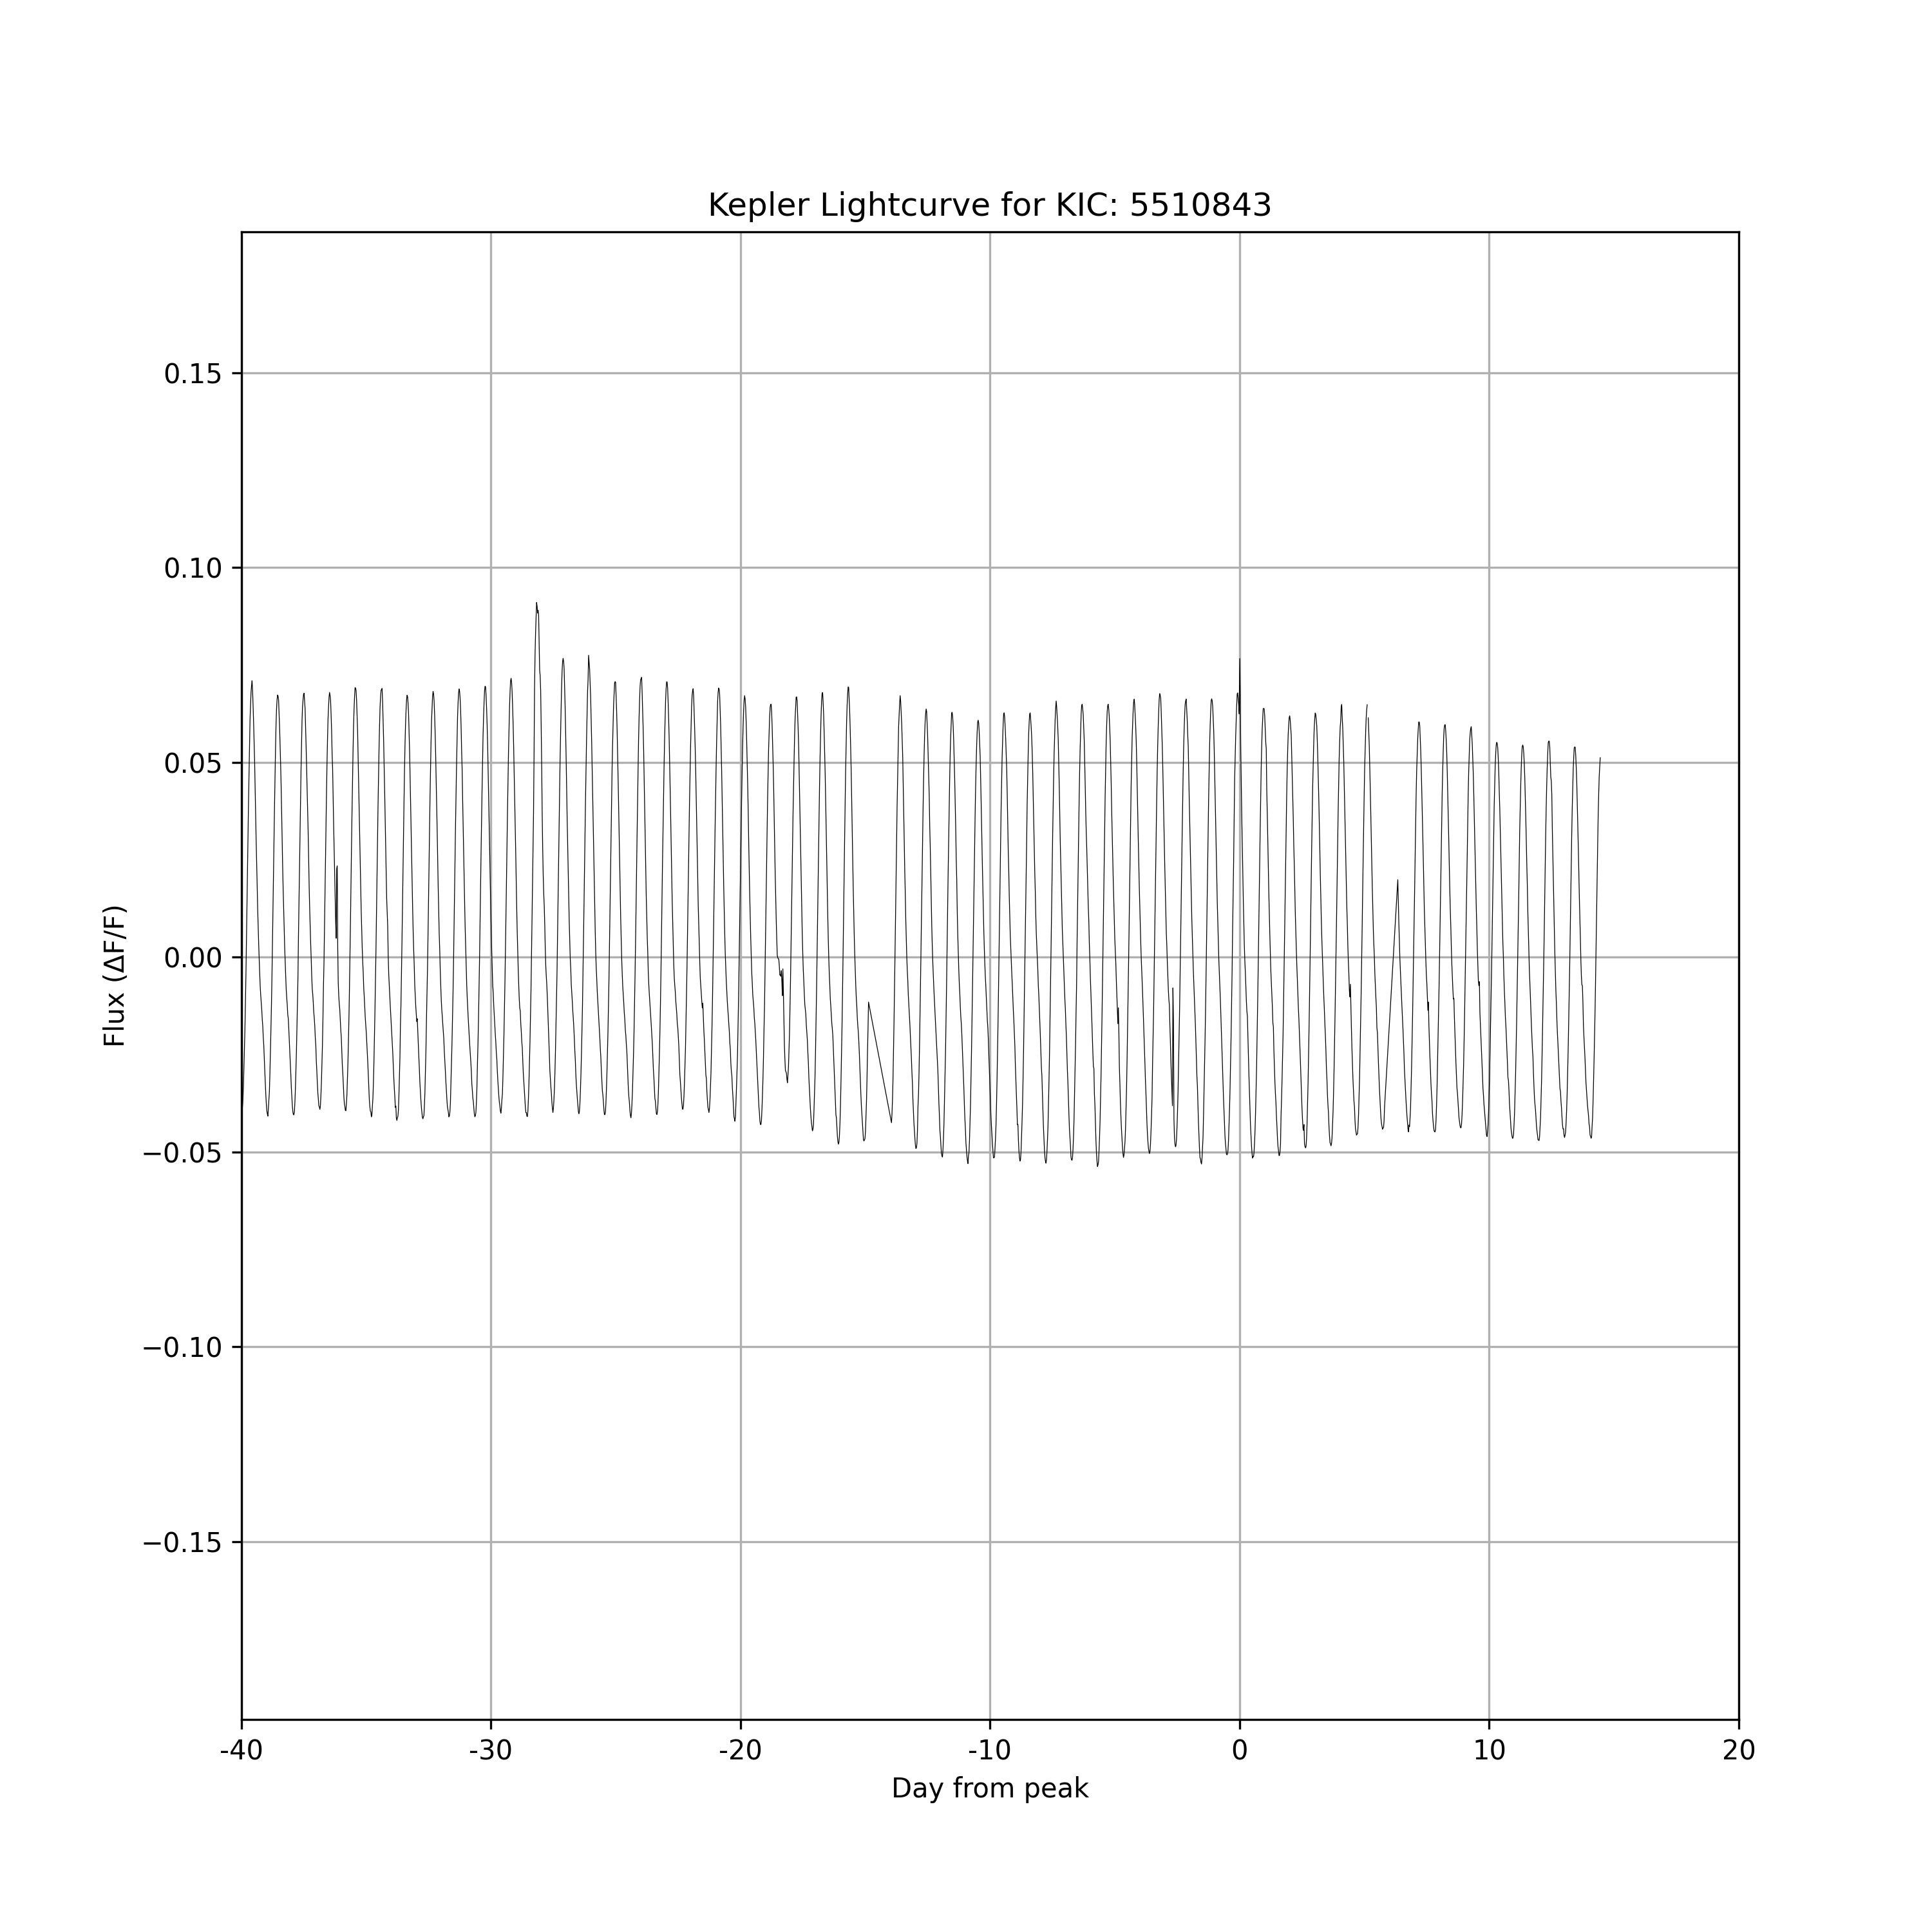 Kepler Lightcurve for KIC: 5510843
0.15
0.10
0.05
0.00
−0.05
−0.10
−0.15
Flux (ΔF/F)
-40 -30 -20 -10 0 10 20
Day from peak